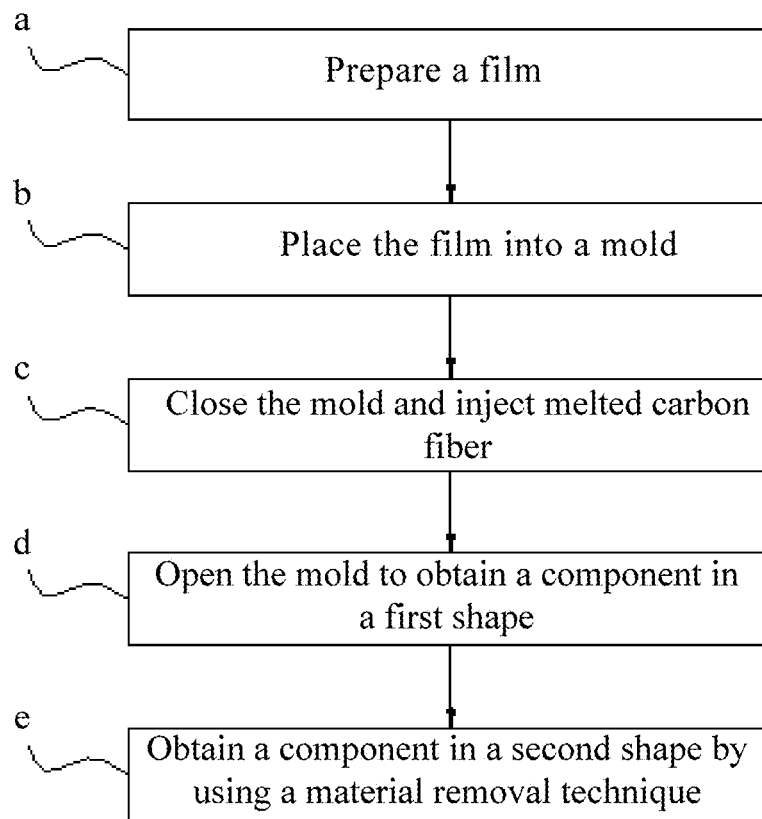 a
Prepare a film
b
Place the film into a mold
c
Close the mold and inject melted carbon
fiber
d
Open the mold to obtain a component in
a first shape
e
Obtain a component in a second shape by
using a material removal technique